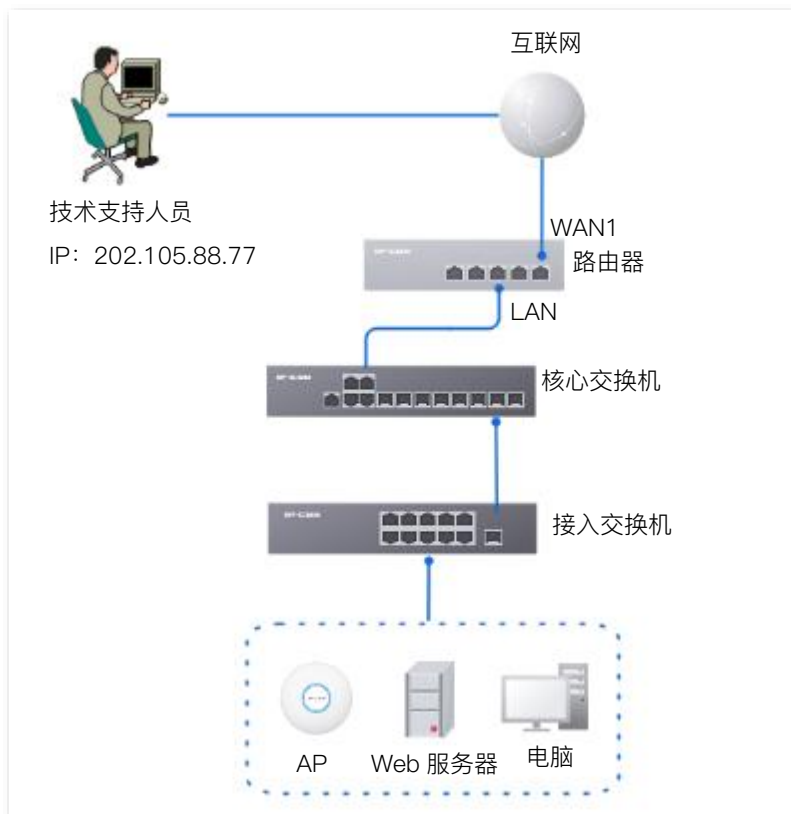 互联网
技术支持人员
IP：202.105.88.77
WAN1
路由器
LAN
核心交换机
接入交换机
AP
Web 服务器
电脑